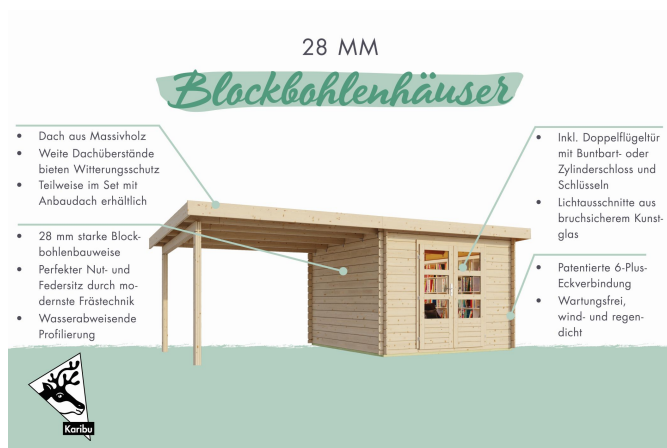 28 MM
Blockbohlenhäuser
• Dach aus Massivholz
• Weite Dachüberstände
bieten Witterungsschutz
• Teilweise im Set mit
Anbaudach erhältlich
• 28 mm starke Block-
bohlenbauweise
• Perfekter Nut- und
Federsitz durch mo-
dernste Frästechnik
• Wasserabweisende
Profilierung
• Inkl. Doppelflügeltür
mit Buntbart- oder
Zylinderschloss und
Schlüsseln
• Lichtausschnitte aus
bruchsicherem Kunst-
glas
• Patentierte 6-Plus-
Eckverbindung
• Wartungsfrei,
wind- und regen-
dicht
Karibu